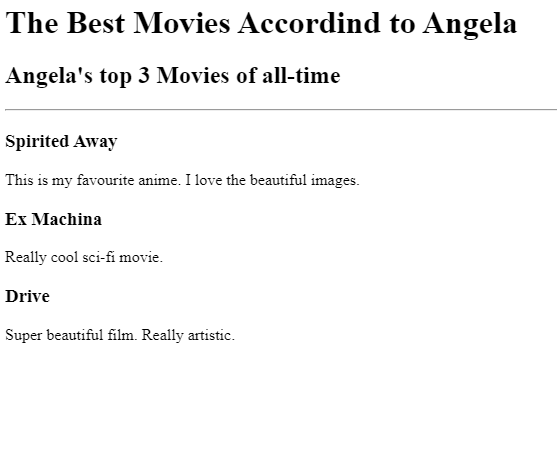 The Best Movies Accordind to Angela
Angela's top 3 Movies of all-time
Spirited Away
This is my favourite anime. I love the beautiful images.
Ex Machina
Really cool sci-fi movie.
Drive
Super beautiful film. Really artistic.